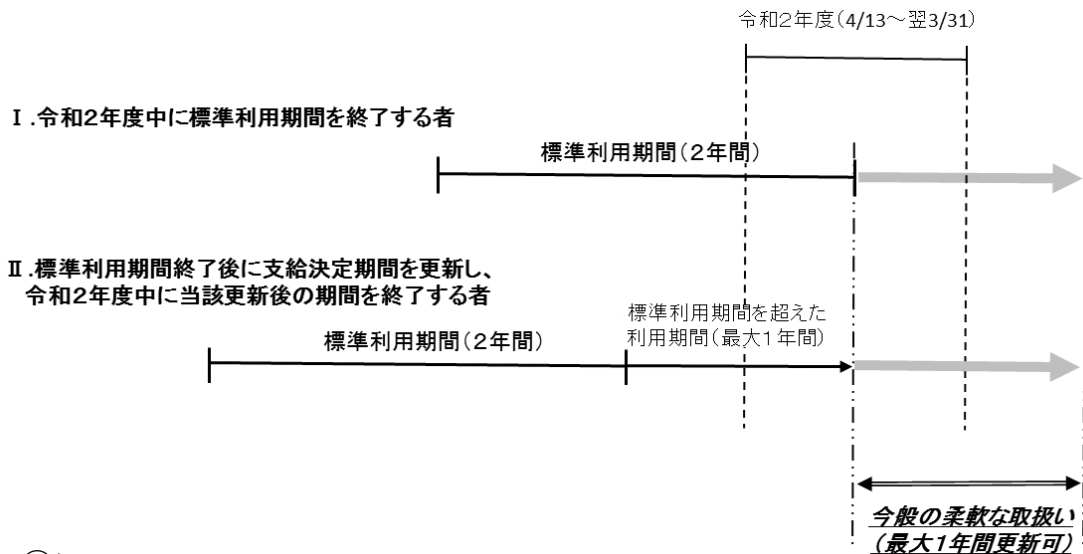 令和2年度(4/13～翌3/31)
Ⅰ.令和2年度中に標準利用期間を終了する者
標準利用期間(2年間)
Ⅱ.標準利用期間終了後に支給決定期間を更新し、
令和2年度中に当該更新後の期間を終了する者
標準利用期間を超えた
利用期間(最大1年間)
標準利用期間(2年間)
今般の柔軟な取扱い
(最大1年間更新可)